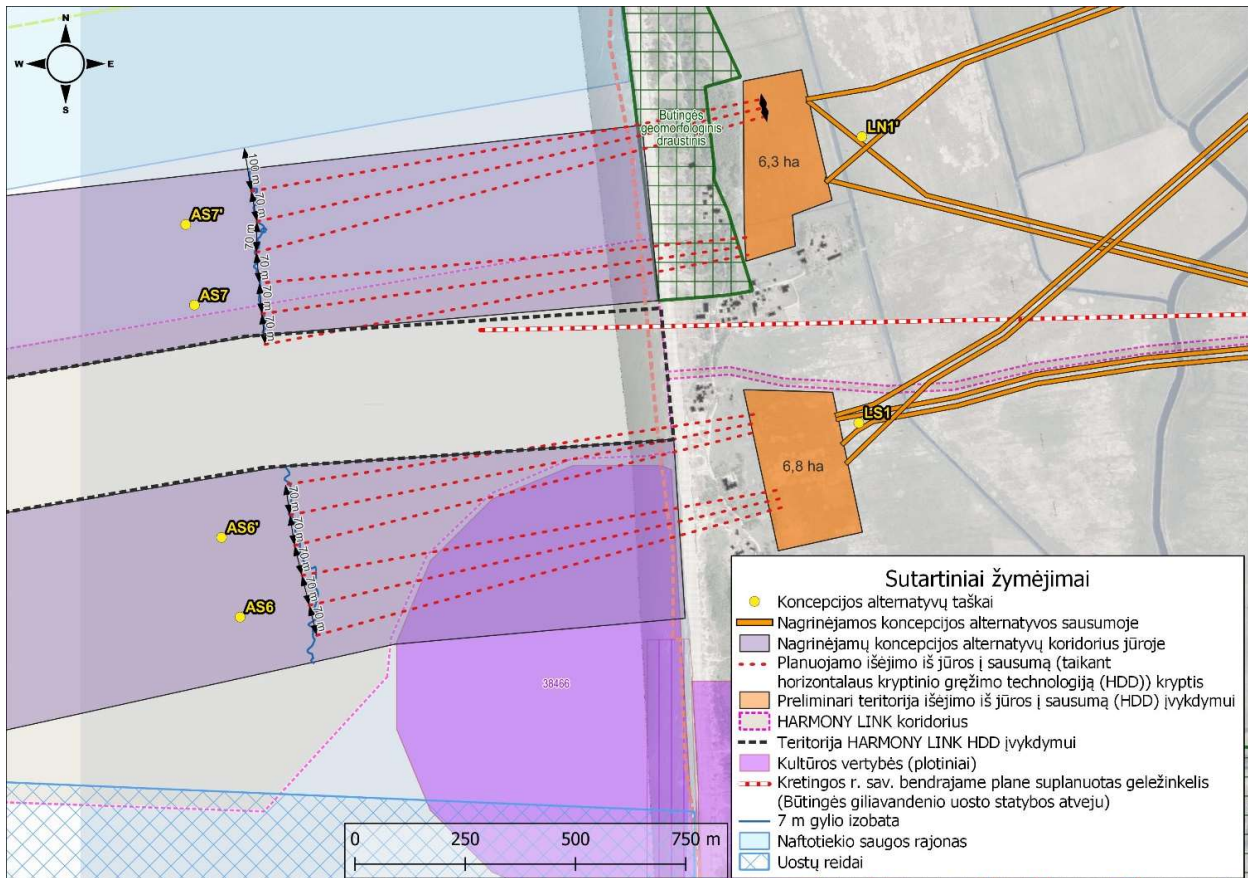 N
W
E
S
Būtingės
geomorfologinis
draustinis
6,3 ha
LN1'
100 m
70 m
70 m
70 m
70 m
70 m
AS7'
AS7
LS1
6,8 ha
AS6'
AS6
70 m
70 m
70 m
70 m
70 m
38466
Sutartiniai žymėjimai
Koncepcijos alternatyvų taškai
Nagrinėjamos koncepcijos alternatyvos sausumoje
Nagrinėjamų koncepcijos alternatyvų koridorius jūroje
Planuojamo išėjimo iš jūros į sausumą (taikant
horizontalaus kryptinio gręžimo technologiją (HDD)) kryptis
Preliminari teritorija išėjimo iš jūros į sausumą (HDD) įvykdymui
HARMONY LINK koridorius
Teritorija HARMONY LINK HDD įvykdymui
Kultūros vertybės (plotiniai)
Kretingos r. sav. bendrajame plane suplanuotas geležinkelis
(Būtingės giliavandenio uosto statybos atveju)
7 m gylio izobata
Naftotiekio saugos rajonas
Uostų reidai
0 250 500 750 m